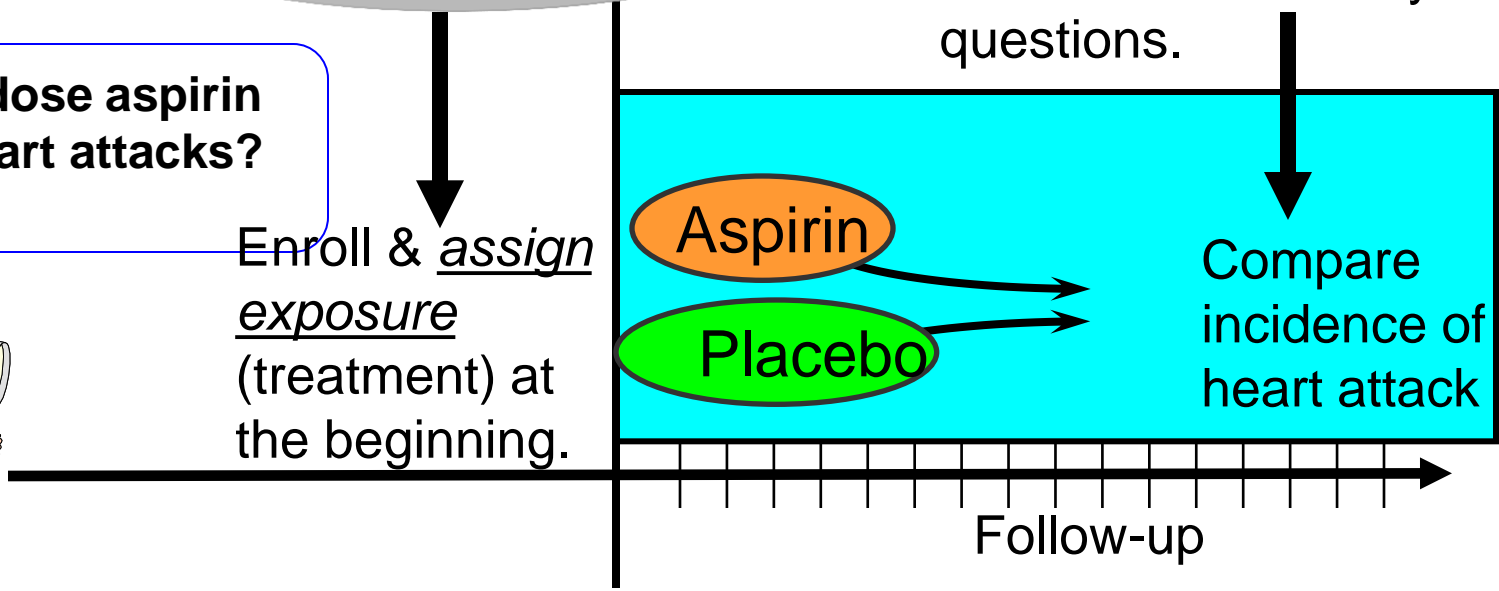 questions.
dose aspirin
art attacks?
Enroll & assign
exposure
(treatment) at
the beginning.
Aspirin
Placebo
Compare
incidence of
heart attack
Follow-up